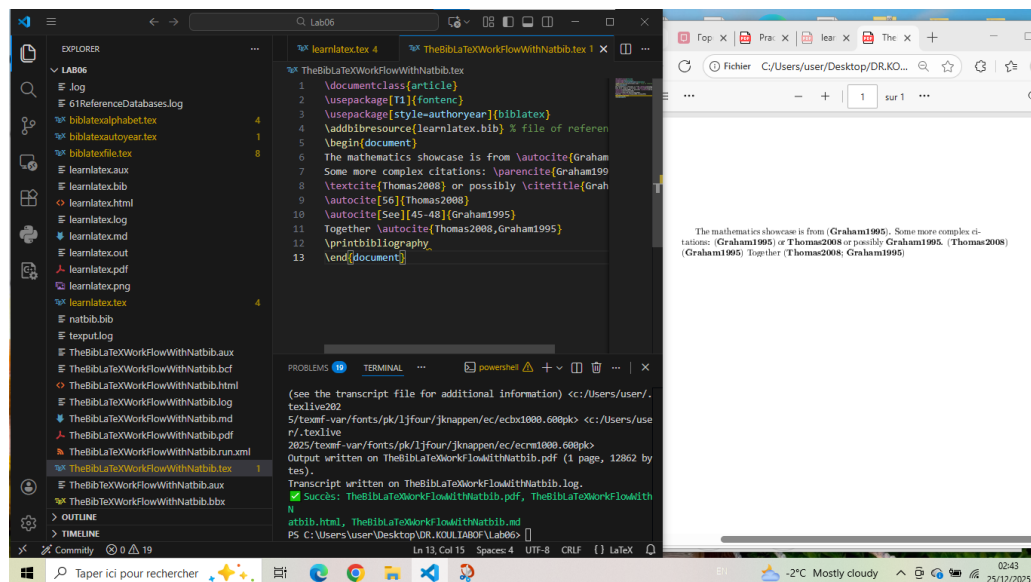 Lab06
EXPLORER
LAB06
.log
61ReferenceDatabases.log
biblatexalphabet.tex 4
biblatexautoyear.tex 1
biblatexfile.tex 8
learnlatex.aux
learnlatex.bib
learnlatex.html
learnlatex.log
learnlatex.md
learnlatex.out
learnlatex.pdf
learnlatex.png
learnlatex.tex 4
natbib.bib
texput.log
TheBibLaTeXWorkFlowWithNatbib.aux
TheBibLaTeXWorkFlowWithNatbib.bcf
TheBibLaTeXWorkFlowWithNatbib.html
TheBibLaTeXWorkFlowWithNatbib.log
TheBibLaTeXWorkFlowWithNatbib.md
TheBibLaTeXWorkFlowWithNatbib.pdf
TheBibLaTeXWorkFlowWithNatbib.run.xml
TheBibLaTeXWorkFlowWithNatbib.tex 1
TheBibTeXWorkFlowWithNatbib.aux
TheBibTeXWorkFlowWithNatbib.bbx
OUTLINE
TIMELINE
learnlatex.tex 4 TheBibLaTeXWorkFlowWithNatbib.tex 1
TheBibLaTeXWorkFlowWithNatbib.tex
1 \documentclass{article}
2 \usepackage[T1]{fontenc}
3 \usepackage[style=authoryear]{biblatex}
4 \addbibresource{learnlatex.bib} % file of referen
5 \begin{document}
6 The mathematics showcase is from \autocite{Graham
7 Some more complex citations: \parencite{Graham199
8 \textcite{Thomas2008} or possibly \citetitle{Grah
9 \autocite[56]{Thomas2008}
10 \autocite[See][45-48]{Graham1995}
11 Together \autocite{Thomas2008,Graham1995}
12 \printbibliography
13 \end{document}
PROBLEMS 19 TERMINAL powershell
(see the transcript file for additional information) <c:/Users/user/.
texlive202
5/texmf-var/fonts/pk/ljfour/jknappen/ec/ecbx1000.600pk> <c:/Users/use
r/.texlive
2025/texmf-var/fonts/pk/ljfour/jknappen/ec/ecrm1000.600pk>
Output written on TheBibLaTeXWorkFlowWithNatbib.pdf (1 page, 12862 by
tes).
Transcript written on TheBibLaTeXWorkFlowWithNatbib.log.
Succès: TheBibLaTeXWorkFlowWithNatbib.pdf, TheBibLaTeXWorkFlowWith
N
atbib.html, TheBibLaTeXWorkFlowWithNatbib.md
PS C:\Users\user\Desktop\DR.KOULIABOF\Lab06>
Commitly 0 19 Ln 13, Col 15 Spaces: 4 UTF-8 CRLF {} LaTeX
Prac lear The
Fichier C:/Users/user/Desktop/DR.KO...
1 sur 1
The mathematics showcase is from (Graham1995). Some more complex ci-
tations: (Graham1995) or Thomas2008 or possibly Graham1995. (Thomas2008)
(Graham1995) Together (Thomas2008; Graham1995)
Taper ici pour rechercher
EN
-2°C Mostly cloudy
02:43
25/12/2025